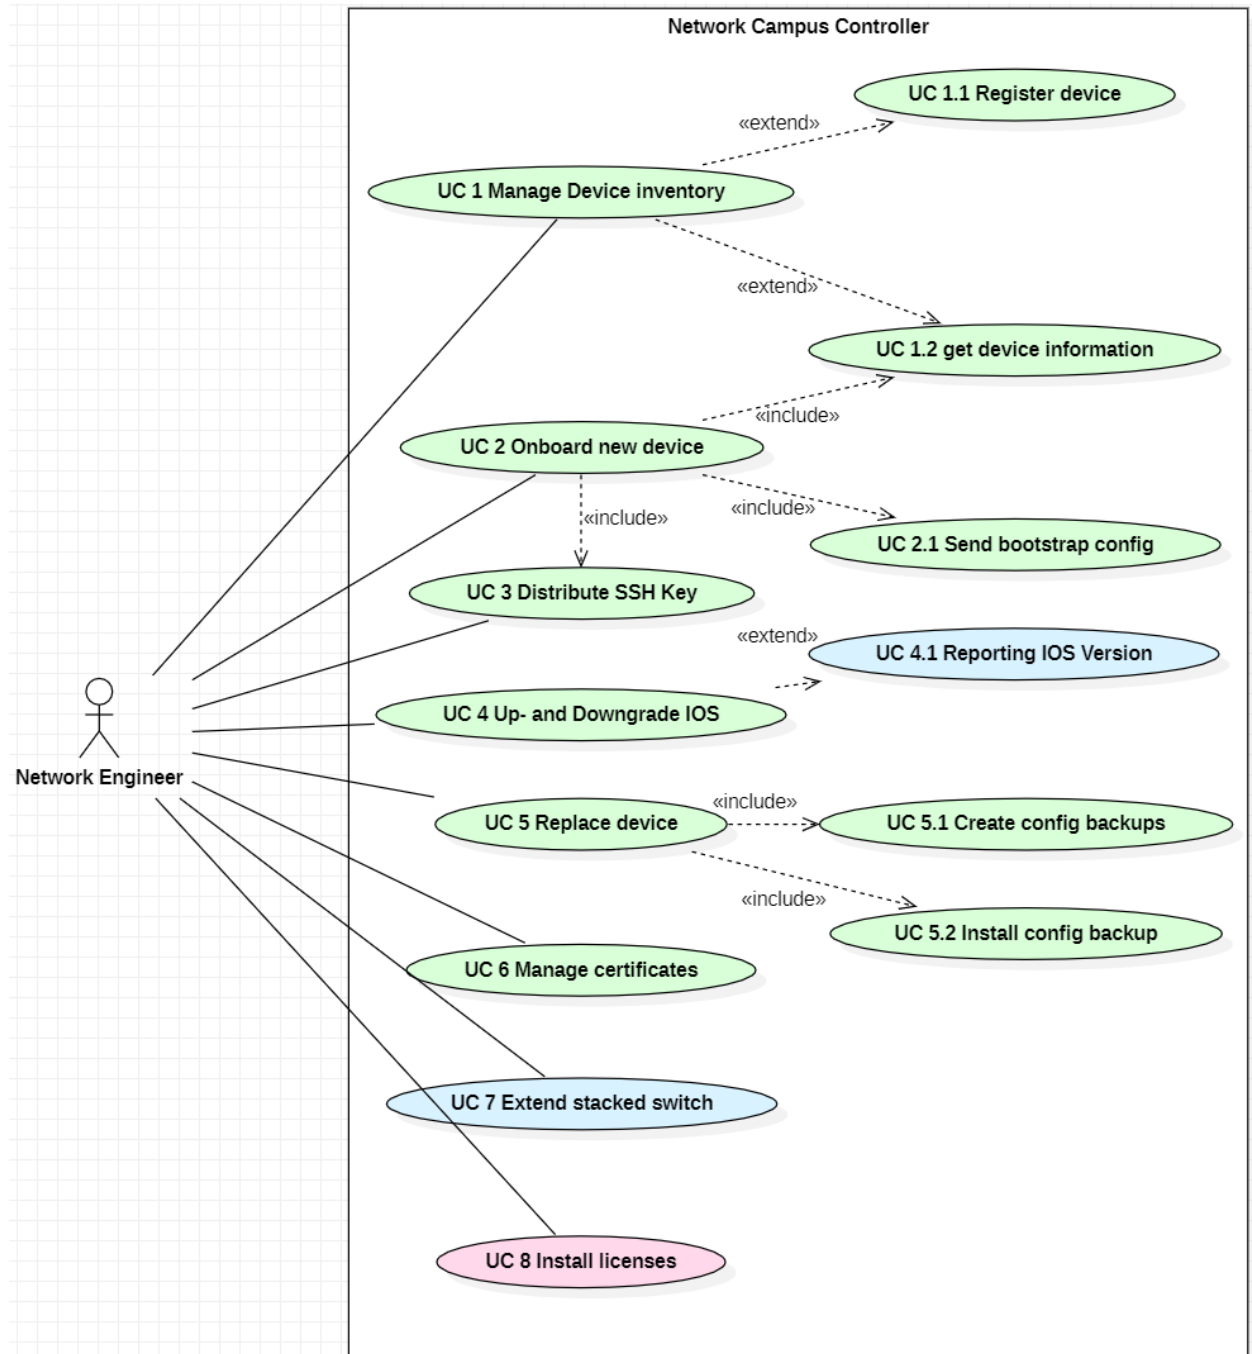 Network Campus Controller
UC 1.1 Register device
«extend»
UC 1 Manage Device inventory
«extend»
UC 1.2 get device information
«include»
UC 2 Onboard new device
«include»
«include»
UC 2.1 Send bootstrap config
UC 3 Distribute SSH Key
«extend»
UC 4.1 Reporting IOS Version
UC 4 Up- and Downgrade IOS
Network Engineer
«include»
UC 5 Replace device
UC 5.1 Create config backups
«include»
UC 5.2 Install config backup
UC 6 Manage certificates
UC 7 Extend stacked switch
UC 8 Install licenses